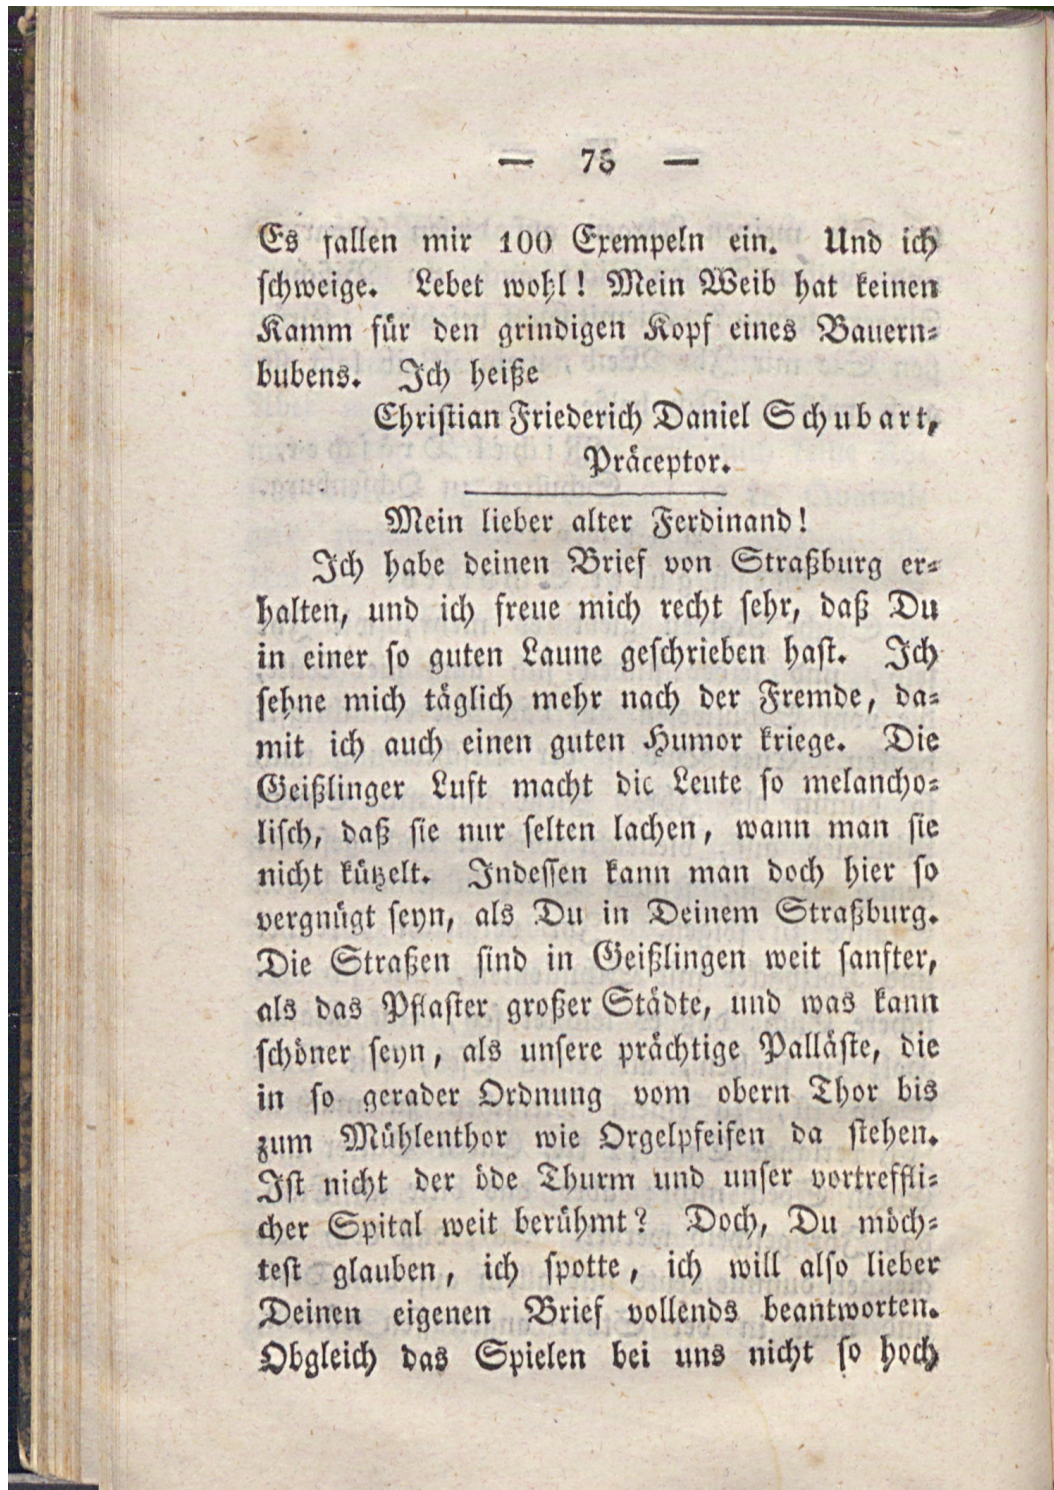 — 78 —
Es fallen mir 100 Exempeln ein. Und ich
schweige. Lebet wohl! Mein Weib hat keinen
Kamm für den grindigen Kopf eines Bauern-
bubens. Ich heiße
Christian Friederich Daniel Schubart,
Präceptor.
Mein lieber alter Ferdinand!
Ich habe deinen Brief von Straßburg er-
halten, und ich freue mich recht sehr, daß Du
in einer so guten Laune geschrieben hast. Ich
sehne mich täglich mehr nach der Fremde, da-
mit ich auch einen guten Humor kriege. Die
Geißlinger Luft macht die Leute so melancho-
lisch, daß sie nur selten lachen, wann man sie
nicht kützelt. Indessen kann man doch hier so
vergnügt seyn, als Du in Deinem Straßburg.
Die Straßen sind in Geißlingen weit sanfter,
als das Pflaster großer Städte, und was kann
schöner seyn, als unsere prächtige Palläste, die
in so gerader Ordnung vom obern Thor bis
zum Mühlenthor wie Orgelpfeifen da stehen.
Ist nicht der öde Thurm und unser vortreffli-
cher Spital weit berühmt? Doch, Du möch-
test glauben, ich spotte, ich will also lieber
Deinen eigenen Brief vollends beantworten.
Obgleich das Spielen bei uns nicht so hoch